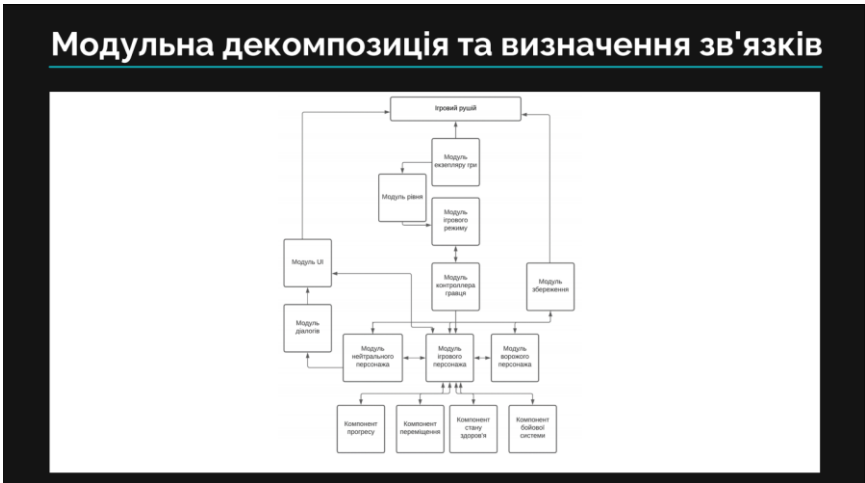 Модульна декомпозиція та визначення зв'язків
Ігровий рушій
Модуль
екзепляру гри
Модуль рівня
Модуль
ігрового
режиму
Модуль UI
Модуль
контроллера
гравця
Модуль
збереження
Модуль
діалогів
Модуль
нейтрального
персонажа
Модуль
ігрового
персонажа
Модуль
ворожого
персонажа
Компонент
прогресу
Компонент
переміщення
Компонент
стану
здоров'я
Компонент
бойової
системи